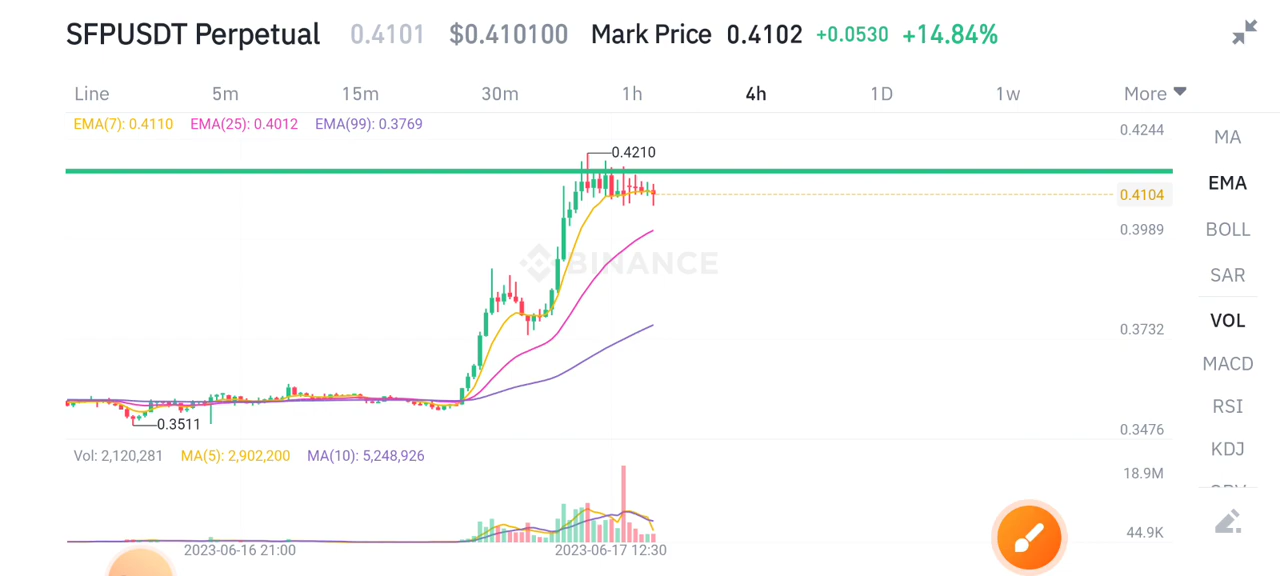 SFPUSDT Perpetual 0.4101 $0.410100 Mark Price 0.4102 +0.0530 +14.84%
Line 5m 15m 30m 1h 4h 1D 1w More
EMA(7): 0.4110 EMA(25): 0.4012 EMA(99): 0.3769
0.4244
MA
0.4210
EMA
0.4104
0.3989
BOLL
BINANCE
SAR
0.3732
VOL
MACD
RSI
0.3511
0.3476
KDJ
Vol: 2,120,281 MA(5): 2,902,200 MA(10): 5,248,926
18.9M
44.9K
2023-06-16 21:00 2023-06-17 12:30